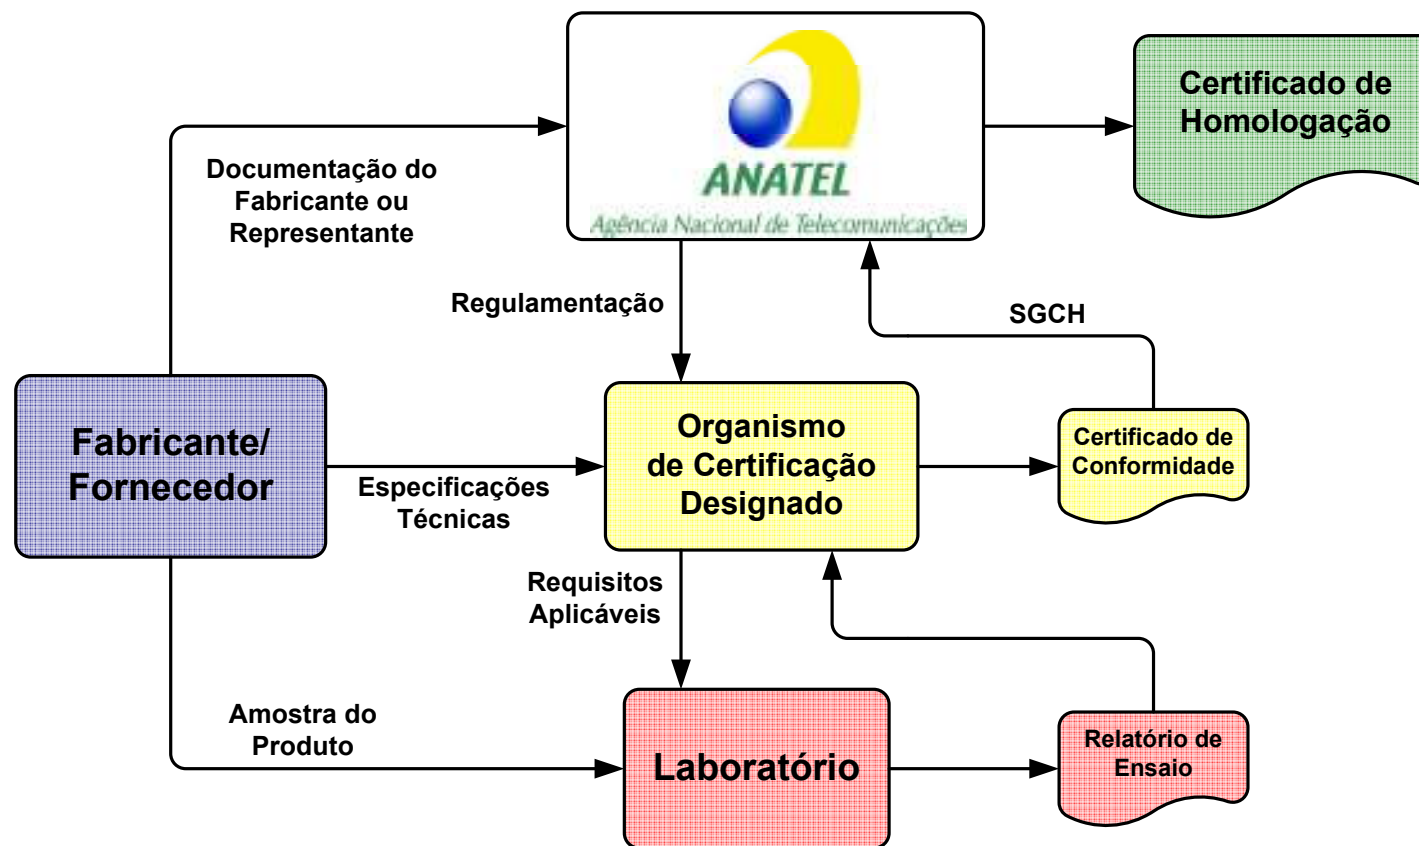 ANATEL
Agência Nacional de Telecomunicações
Certificado de
Homologação
Documentação do
Fabricante ou
Representante
Regulamentação
SGCH
Fabricante/
Fornecedor
Especificações
Técnicas
Organismo
de Certificação
Designado
Certificado de
Conformidade
Requisitos
Aplicáveis
Amostra do
Produto
Laboratório
Relatório de
Ensaio